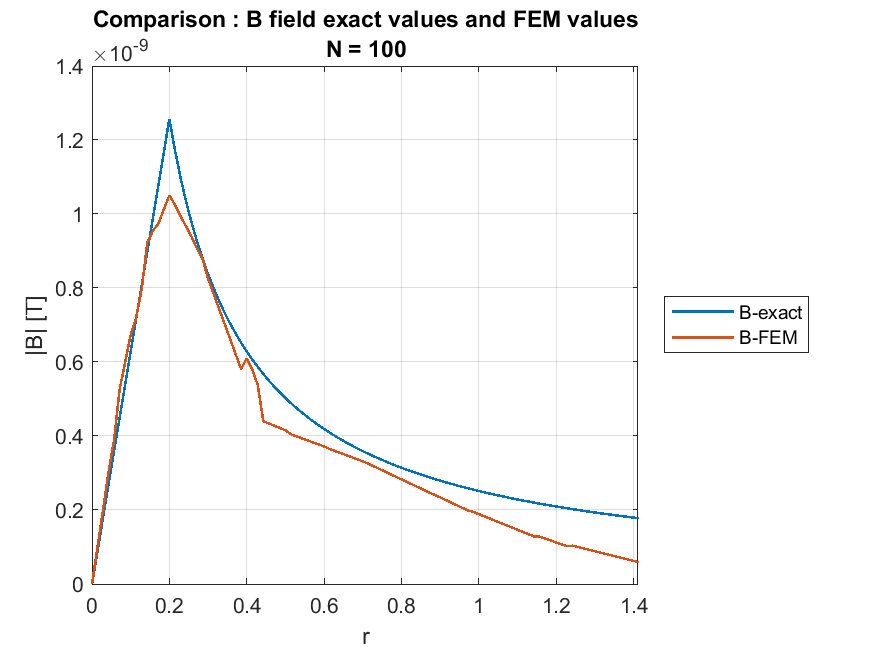 Comparison : B field exact values and FEM values
N = 100
×10-9
1.4
1.2
1
0.8
0.6
0.4
0.2
0
|B| [T]
0 0.2 0.4 0.6 0.8 1 1.2 1.4
r
B-exact
B-FEM